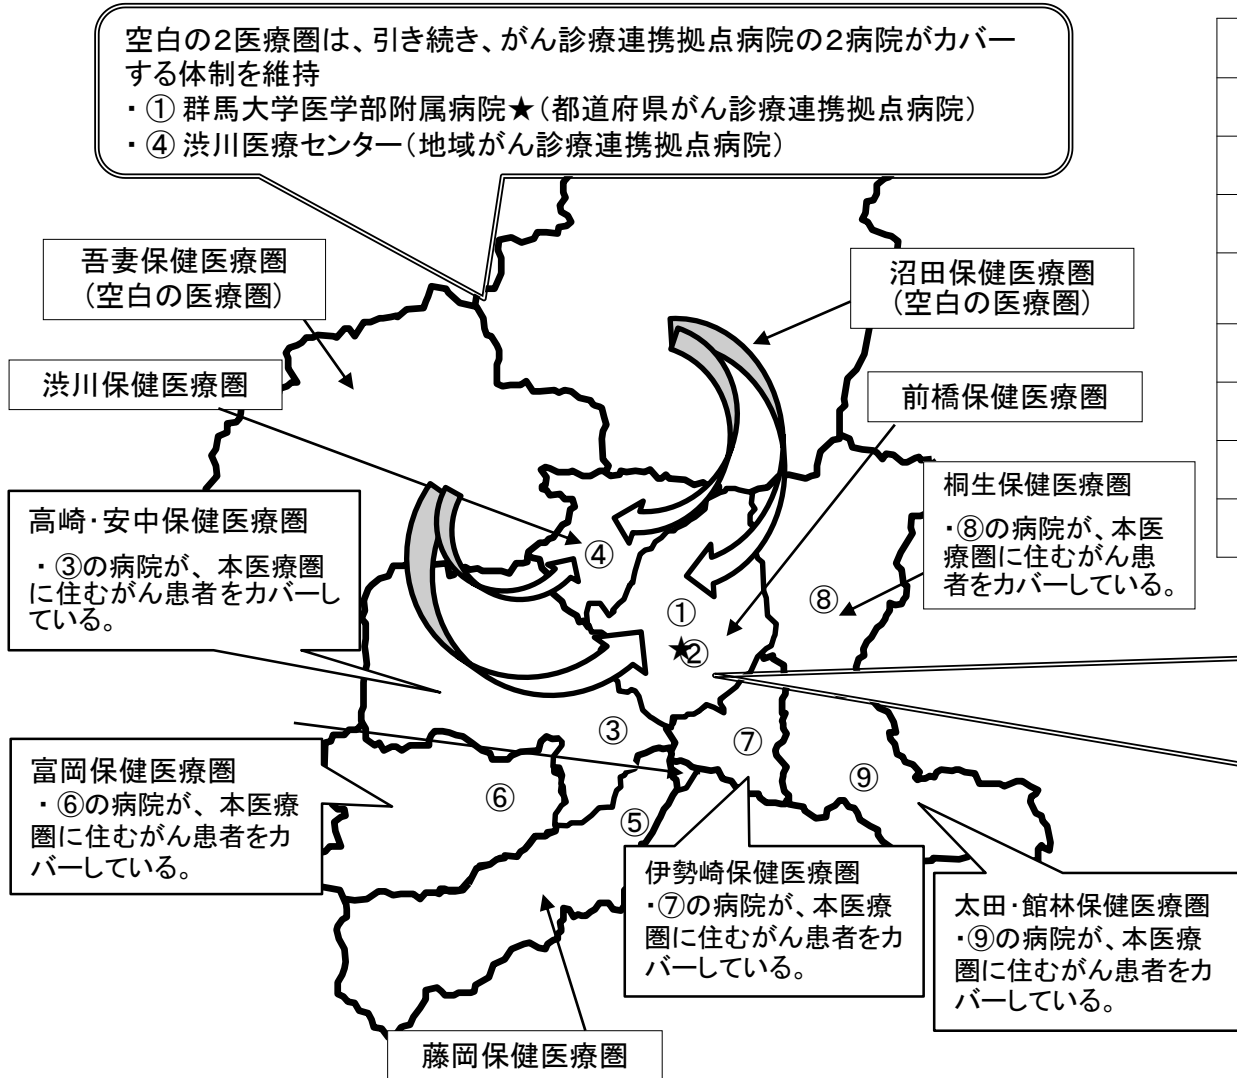 空白の2医療圏は、引き続き、がん診療連携拠点病院の2病院がカバー
する体制を維持
・① 群馬大学医学部附属病院★(都道府県がん診療連携拠点病院)
・④ 渋川医療センター(地域がん診療連携拠点病院)
吾妻保健医療圏
(空白の医療圏)
沼田保健医療圏
(空白の医療圏)
渋川保健医療圏
前橋保健医療圏
桐生保健医療圏
・⑧の病院が、本医
療圏に住むがん患
者をカバーしている。
高崎・安中保健医療圏
・③の病院が、本医療圏
に住むがん患者をカバーし
ている。
④
①
⑧
★②
③
⑦
⑨
⑥
⑤
富岡保健医療圏
・⑥の病院が、本医療
圏に住むがん患者をカ
バーしている。
伊勢崎保健医療圏
・⑦の病院が、本医療
圏に住むがん患者をカ
バーしている。
太田・館林保健医療圏
・⑨の病院が、本医療
圏に住むがん患者をカ
バーしている。
藤岡保健医療圏